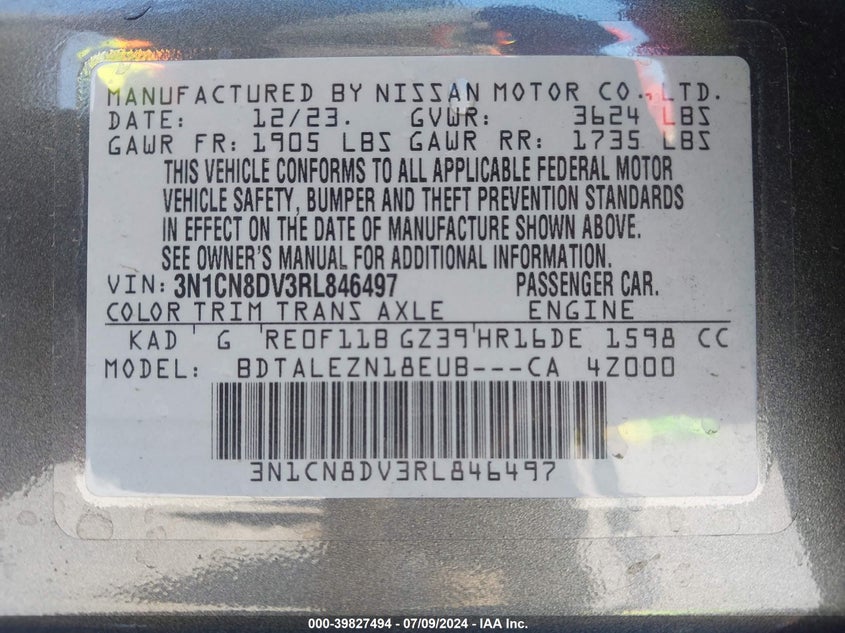 MANUFACTURED BY NISSAN MOTOR CO., LTD.
DATE: 12/23. GVWR: 3624 LBS
GAWR FR: 1905 LBS GAWR RR: 1735 LBS
THIS VEHICLE CONFORMS TO ALL APPLICABLE FEDERAL MOTOR
VEHICLE SAFETY, BUMPER AND THEFT PREVENTION STANDARDS
IN EFFECT ON THE DATE OF MANUFACTURE SHOWN ABOVE.
SEE OWNER'S MANUAL FOR ADDITIONAL INFORMATION.
VIN: 3N1CN8DV3RL846497 PASSENGER CAR.
COLOR TRIM TRANS AXLE ENGINE
KAD G RE0F11B GZ39 HR16DE 1598 CC
MODEL: BDTALEZN18EUB---CA 4Z000
3N1CN8DV3RL846497
000-39827494 | 07/09/2024 - IAA Inc.